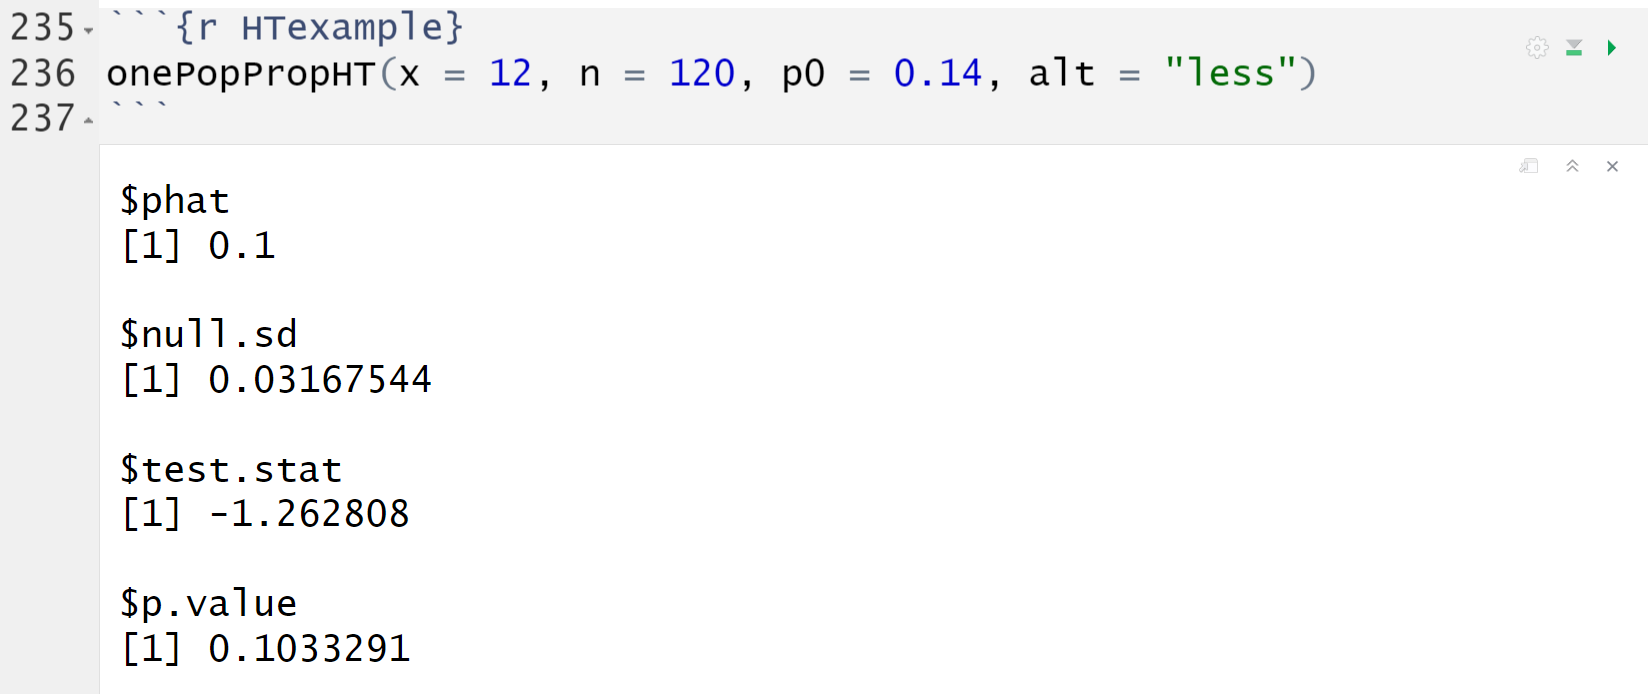 235 ```{r HTexample}
236 onePopPropHT(x = 12, n = 120, p0 = 0.14, alt = "less")
237 ```
$phat
[1] 0.1
$null.sd
[1] 0.03167544
$test.stat
[1] -1.262808
$p.value
[1] 0.1033291